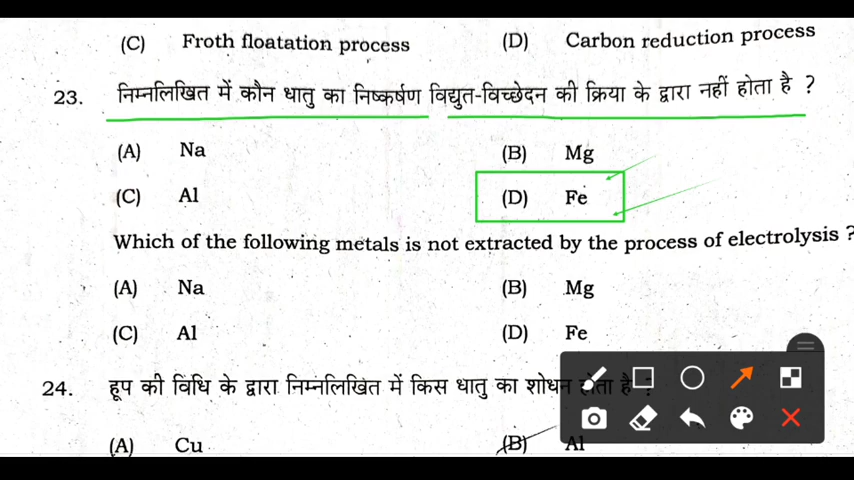 (C) Froth floatation process (D) Carbon reduction process
23. निम्नलिखित में कौन धातु का निष्कर्षण विद्युत-विच्छेदन की क्रिया के द्वारा नहीं होता है ?
(A) Na (B) Mg
(C) Al (D) Fe
Which of the following metals is not extracted by the process of electrolysis ?
(A) Na (B) Mg
(C) Al (D) Fe
24. हूप की विधि के द्वारा निम्नलिखित में किस धातु का शोधन होता है ?
(A) Cu (B) Al